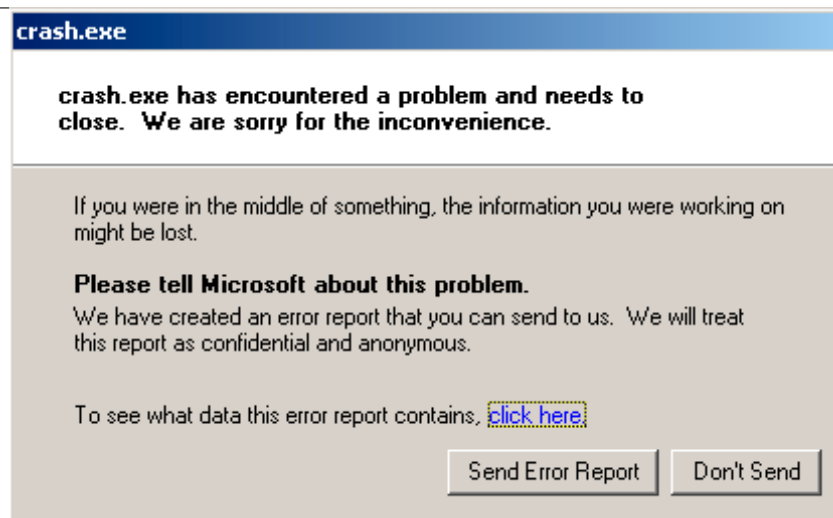 crash.exe
crash.exe has encountered a problem and needs to
close.  We are sorry for the inconvenience.
If you were in the middle of something, the information you were working on
might be lost.
Please tell Microsoft about this problem.
We have created an error report that you can send to us.  We will treat
this report as confidential and anonymous.
To see what data this error report contains, click here.
Send Error Report Don't Send